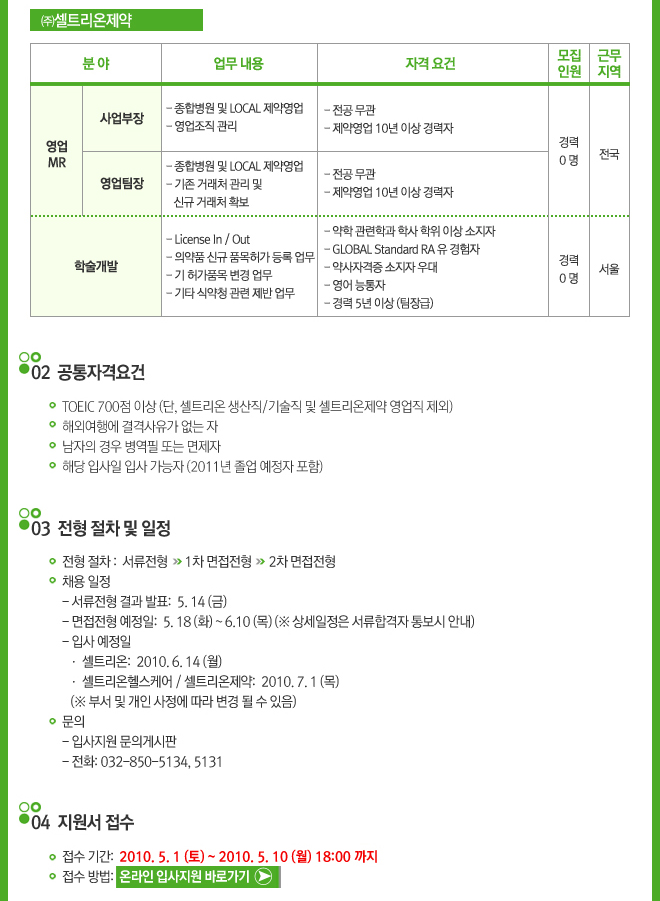 ㈜셀트리온제약
분 야 업무 내용 자격 요건 모집 인원 근무 지역
영업 MR
사업부장
– 종합병원 및 LOCAL 제약영업
– 영업조직 관리
– 전공 무관
– 제약영업 10년 이상 경력자
경력 0 명
전국
영업팀장
– 종합병원 및 LOCAL 제약영업
– 기존 거래처 관리 및
신규 거래처 확보
– 전공 무관
– 제약영업 10년 이상 경력자
학술개발
– License In / Out
– 의약품 신규 품목허가 등록 업무
– 기 허가품목 변경 업무
– 기타 식약청 관련 제반 업무
– 약학 관련학과 학사 학위 이상 소지자
– GLOBAL Standard RA 유 경험자
– 약사자격증 소지자 우대
– 영어 능통자
– 경력 5년 이상 (팀장급)
경력 0 명
서울
02 공통자격요건
TOEIC 700점 이상 (단, 셀트리온 생산직/기술직 및 셀트리온제약 영업직 제외)
해외여행에 결격사유가 없는 자
남자의 경우 병역필 또는 면제자
해당 입사일 입사 가능자 (2011년 졸업 예정자 포함)
03 전형 절차 및 일정
전형 절차 : 서류전형 » 1차 면접전형 » 2차 면접전형
채용 일정
– 서류전형 결과 발표: 5. 14 (금)
– 면접전형 예정일: 5. 18 (화) ~ 6.10 (목) (※ 상세일정은 서류합격자 통보시 안내)
– 입사 예정일
· 셀트리온: 2010. 6. 14 (월)
· 셀트리온헬스케어 / 셀트리온제약: 2010. 7. 1 (목)
(※ 부서 및 개인 사정에 따라 변경 될 수 있음)
문의
– 입사지원 문의게시판
– 전화: 032-850-5134, 5131
04 지원서 접수
접수 기간: 2010. 5. 1 (토) ~ 2010. 5. 10 (월) 18:00 까지
접수 방법: 온라인 입사지원 바로가기